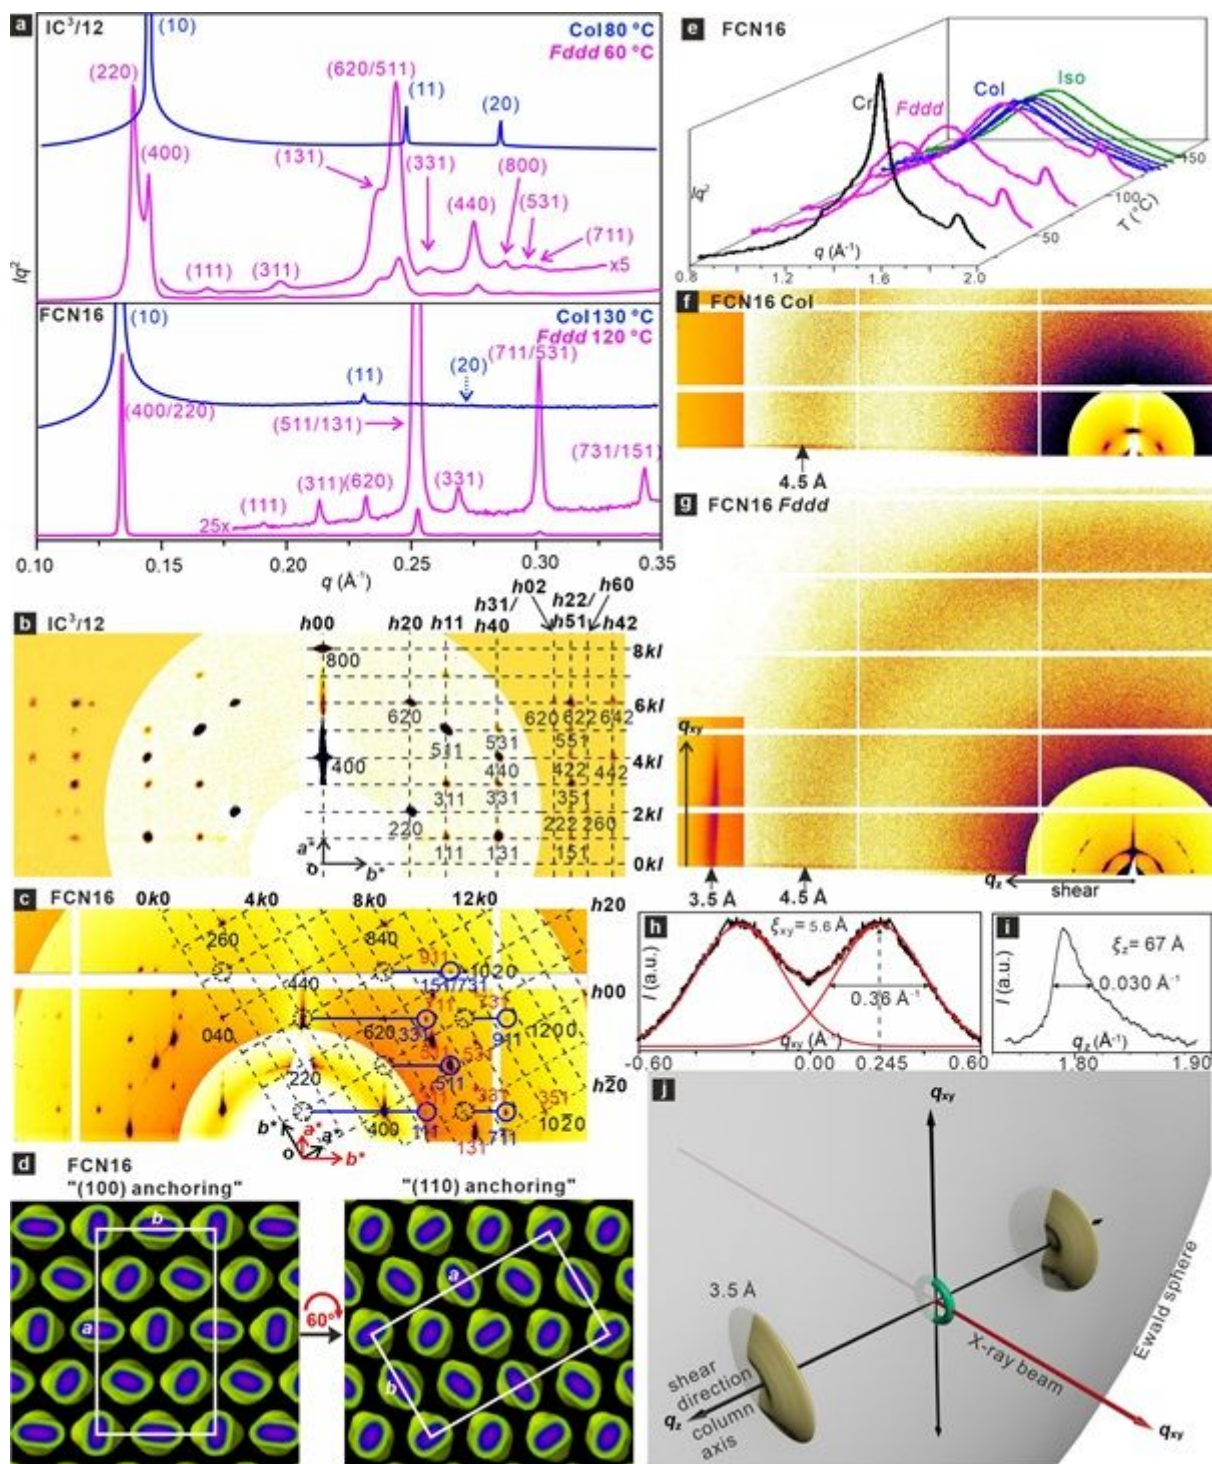 a IC³/12
Col 80 °C
Fddd 60 °C
(10)
(220)
(620/511)
(11)
(20)
(400)
(131)
(331)
(800)
(440)
(531)
(711)
(111)
(311)
x5
Iq²
FCN16
Col 130 °C
Fddd 120 °C
(10)
(11)
(20)
(711/531)
(400/220)
(511/131)
(731/151)
(111)
(311)
(620)
(331)
25x
0.10
0.15
0.20
0.25
0.30
0.35
q (Å⁻¹)
b IC³/12
h00
h20
h11
h31/
h40
h02
h22/
h51
h60
h42
8kl
6kl
4kl
2kl
0kl
800
620
620
622
622
642
511
531
551
400
440
422
442
311
331
351
220
222
260
111
131
151
a*
o
b*
c FCN16
0k0
4k0
8k0
12k0
h20
h00
h2̄0
260
840
911
1020
151/731
440
711
731
040
620
331
1200
911
531
511
220
331
351
400
111
711
102̄0
131
b*
a*
a*
o
b*
d FCN16
"(100) anchoring"
"(110) anchoring"
b
a
60°
a
b
e FCN16
Cr
Fddd
Col
Iso
Iq²
q (Å⁻¹)
T (°C)
0.8
1.2
1.6
2.0
50
100
150
f FCN16 Col
4.5 Å
g FCN16 Fddd
qxy
qz
shear
3.5 Å
4.5 Å
h
ξxy= 5.6 Å
I (a.u.)
0.36 Å⁻¹
qxy (Å⁻¹)
-0.60
0.00
0.245
0.60
i
ξz= 67 Å
I (a.u.)
0.030 Å⁻¹
qz (Å⁻¹)
1.80
1.90
j
qxy
3.5 Å
shear
direction
qz
column
axis
X-ray beam
Ewald sphere
qxy